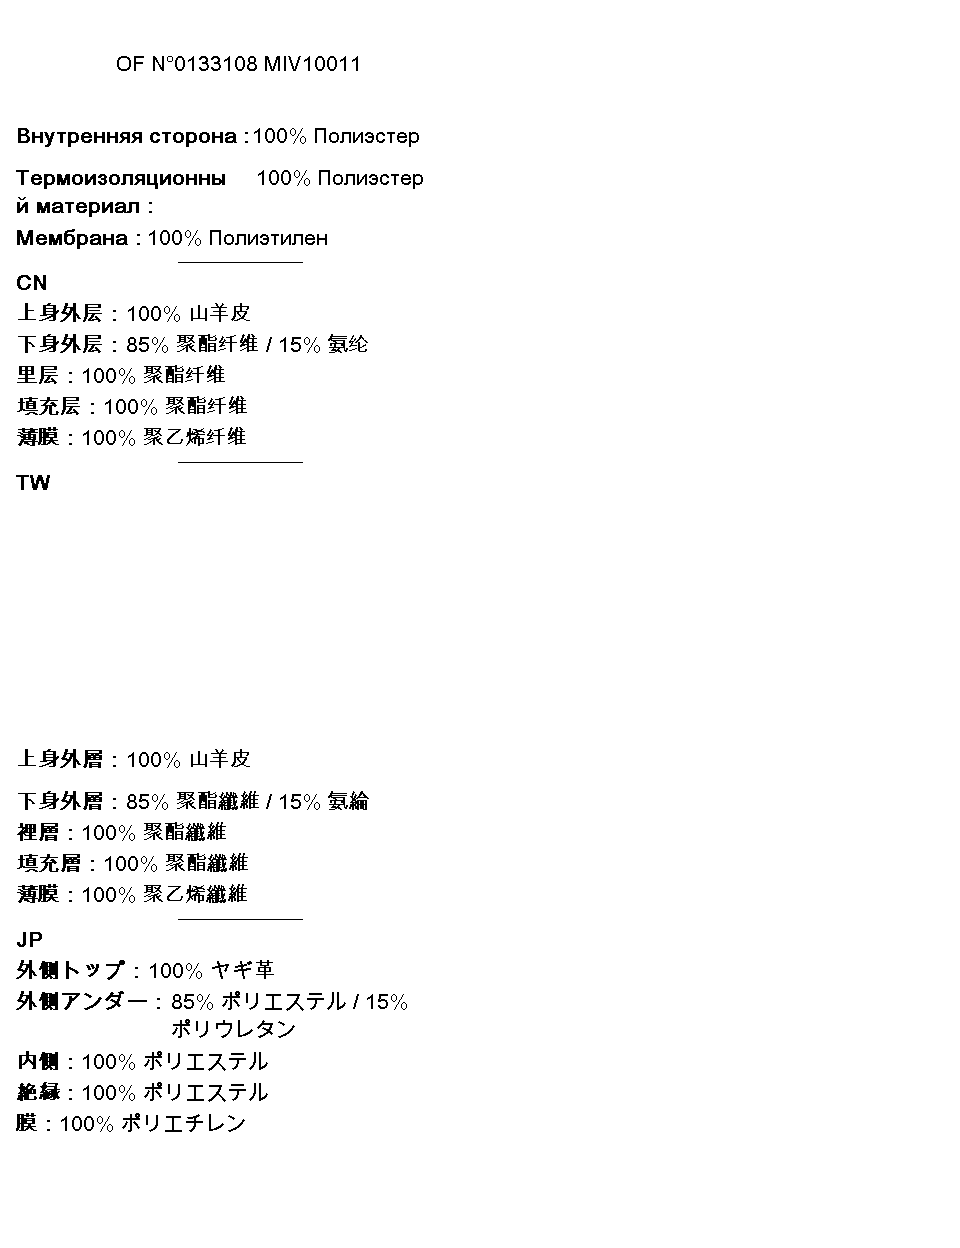 OF N°0133108 MIV10011
Внутренняя сторона : 100% Полиэстер
Термоизоляционны 100% Полиэстер
й материал :
Мембрана : 100% Полиэтилен
CN
上身外层 : 100% 山羊皮
下身外层 : 85% 聚酯纤维 / 15% 氨纶
里层 : 100% 聚酯纤维
填充层 : 100% 聚酯纤维
薄膜 : 100% 聚乙烯纤维
TW
上身外層 : 100% 山羊皮
下身外層 : 85% 聚酯纖維 / 15% 氨綸
裡層 : 100% 聚酯纖維
填充層 : 100% 聚酯纖維
薄膜 : 100% 聚乙烯纖維
JP
外側トップ : 100% ヤギ革
外側アンダー : 85% ポリエステル / 15%
ポリウレタン
内側 : 100% ポリエステル
絶縁 : 100% ポリエステル
膜 : 100% ポリエチレン